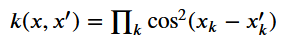 k(x, x′) = ∏ₖ cos²(xₖ − x′ₖ)